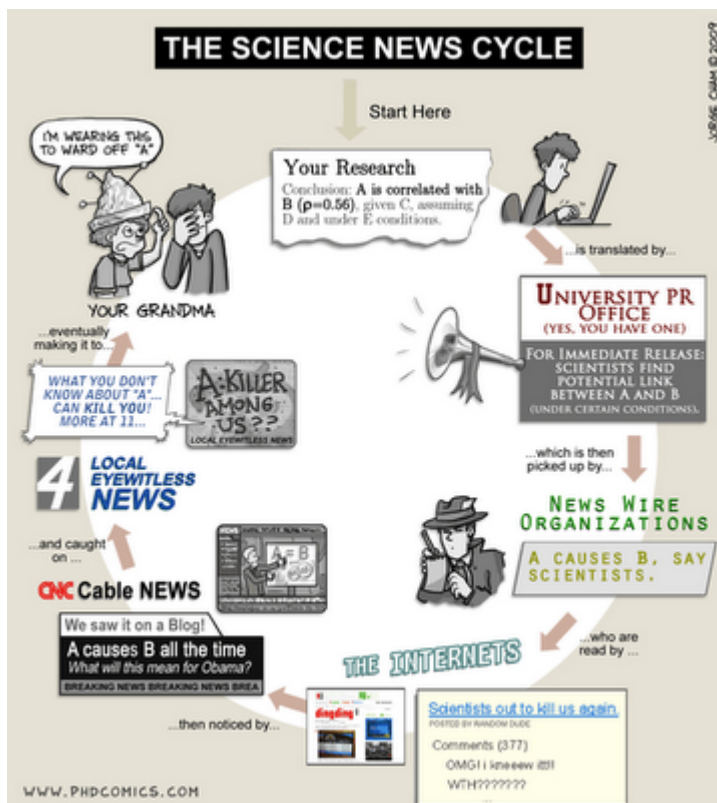 THE SCIENCE NEWS CYCLE
JORGE CHAM © 2009
Start Here
Your Research
Conclusion: A is correlated with
B (ρ=0.56), given C, assuming
D and under E conditions.
...is translated by...
UNIVERSITY PR
OFFICE
(YES, YOU HAVE ONE)
FOR IMMEDIATE RELEASE:
SCIENTISTS FIND
POTENTIAL LINK
BETWEEN A AND B
(UNDER CERTAIN CONDITIONS).
...which is then
picked up by...
NEWS WIRE
ORGANIZATIONS
A CAUSES B, SAY
SCIENTISTS.
...who are
read by ...
THE INTERNETS
Scientists out to kill us again.
POSTED BY RANDOM DUDE
Comments (377)
OMG! i kneeew itt!!
WTH???????
...then noticed by...
CNC Cable NEWS
We saw it on a Blog!
A causes B all the time
What will this mean for Obama?
BREAKING NEWS BREAKING NEWS BREA
A=B
...and caught
on ...
4 LOCAL
EYEWITLESS
NEWS
WHAT YOU DON'T
KNOW ABOUT "A"...
CAN KILL YOU!
MORE AT 11...
A:KILLER
AMONG
US??
LOCAL EYEWITLESS NEWS
...eventually
making it to...
YOUR GRANDMA
I'M WEARING THIS
TO WARD OFF "A"
WWW.PHDCOMICS.COM